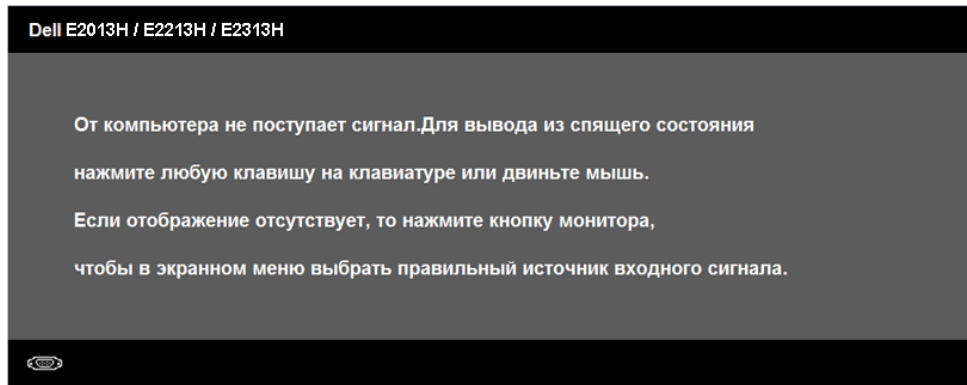 Dell E2013H / E2213H / E2313H
От компьютера не поступает сигнал.Для вывода из спящего состояния
нажмите любую клавишу на клавиатуре или двиньте мышь.
Если отображение отсутствует, то нажмите кнопку монитора,
чтобы в экранном меню выбрать правильный источник входного сигнала.